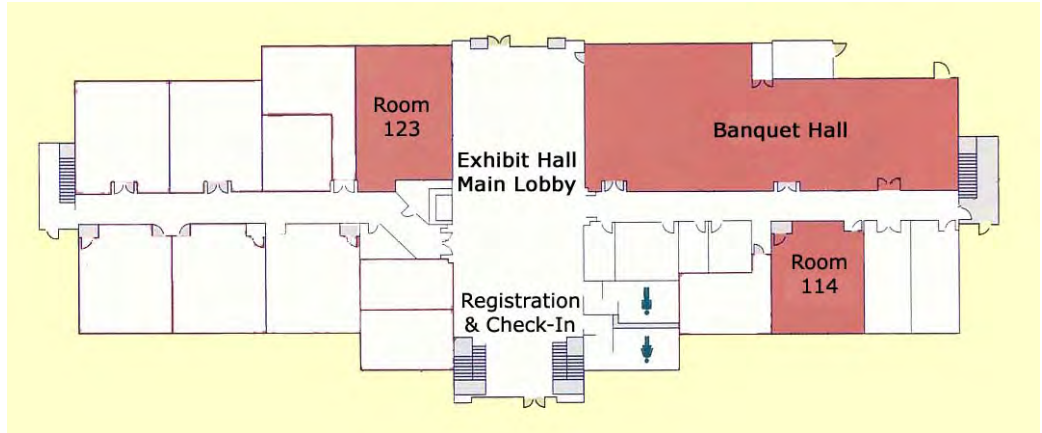 Room
123
Banquet Hall
Exhibit Hall
Main Lobby
Room
114
Registration
& Check-In